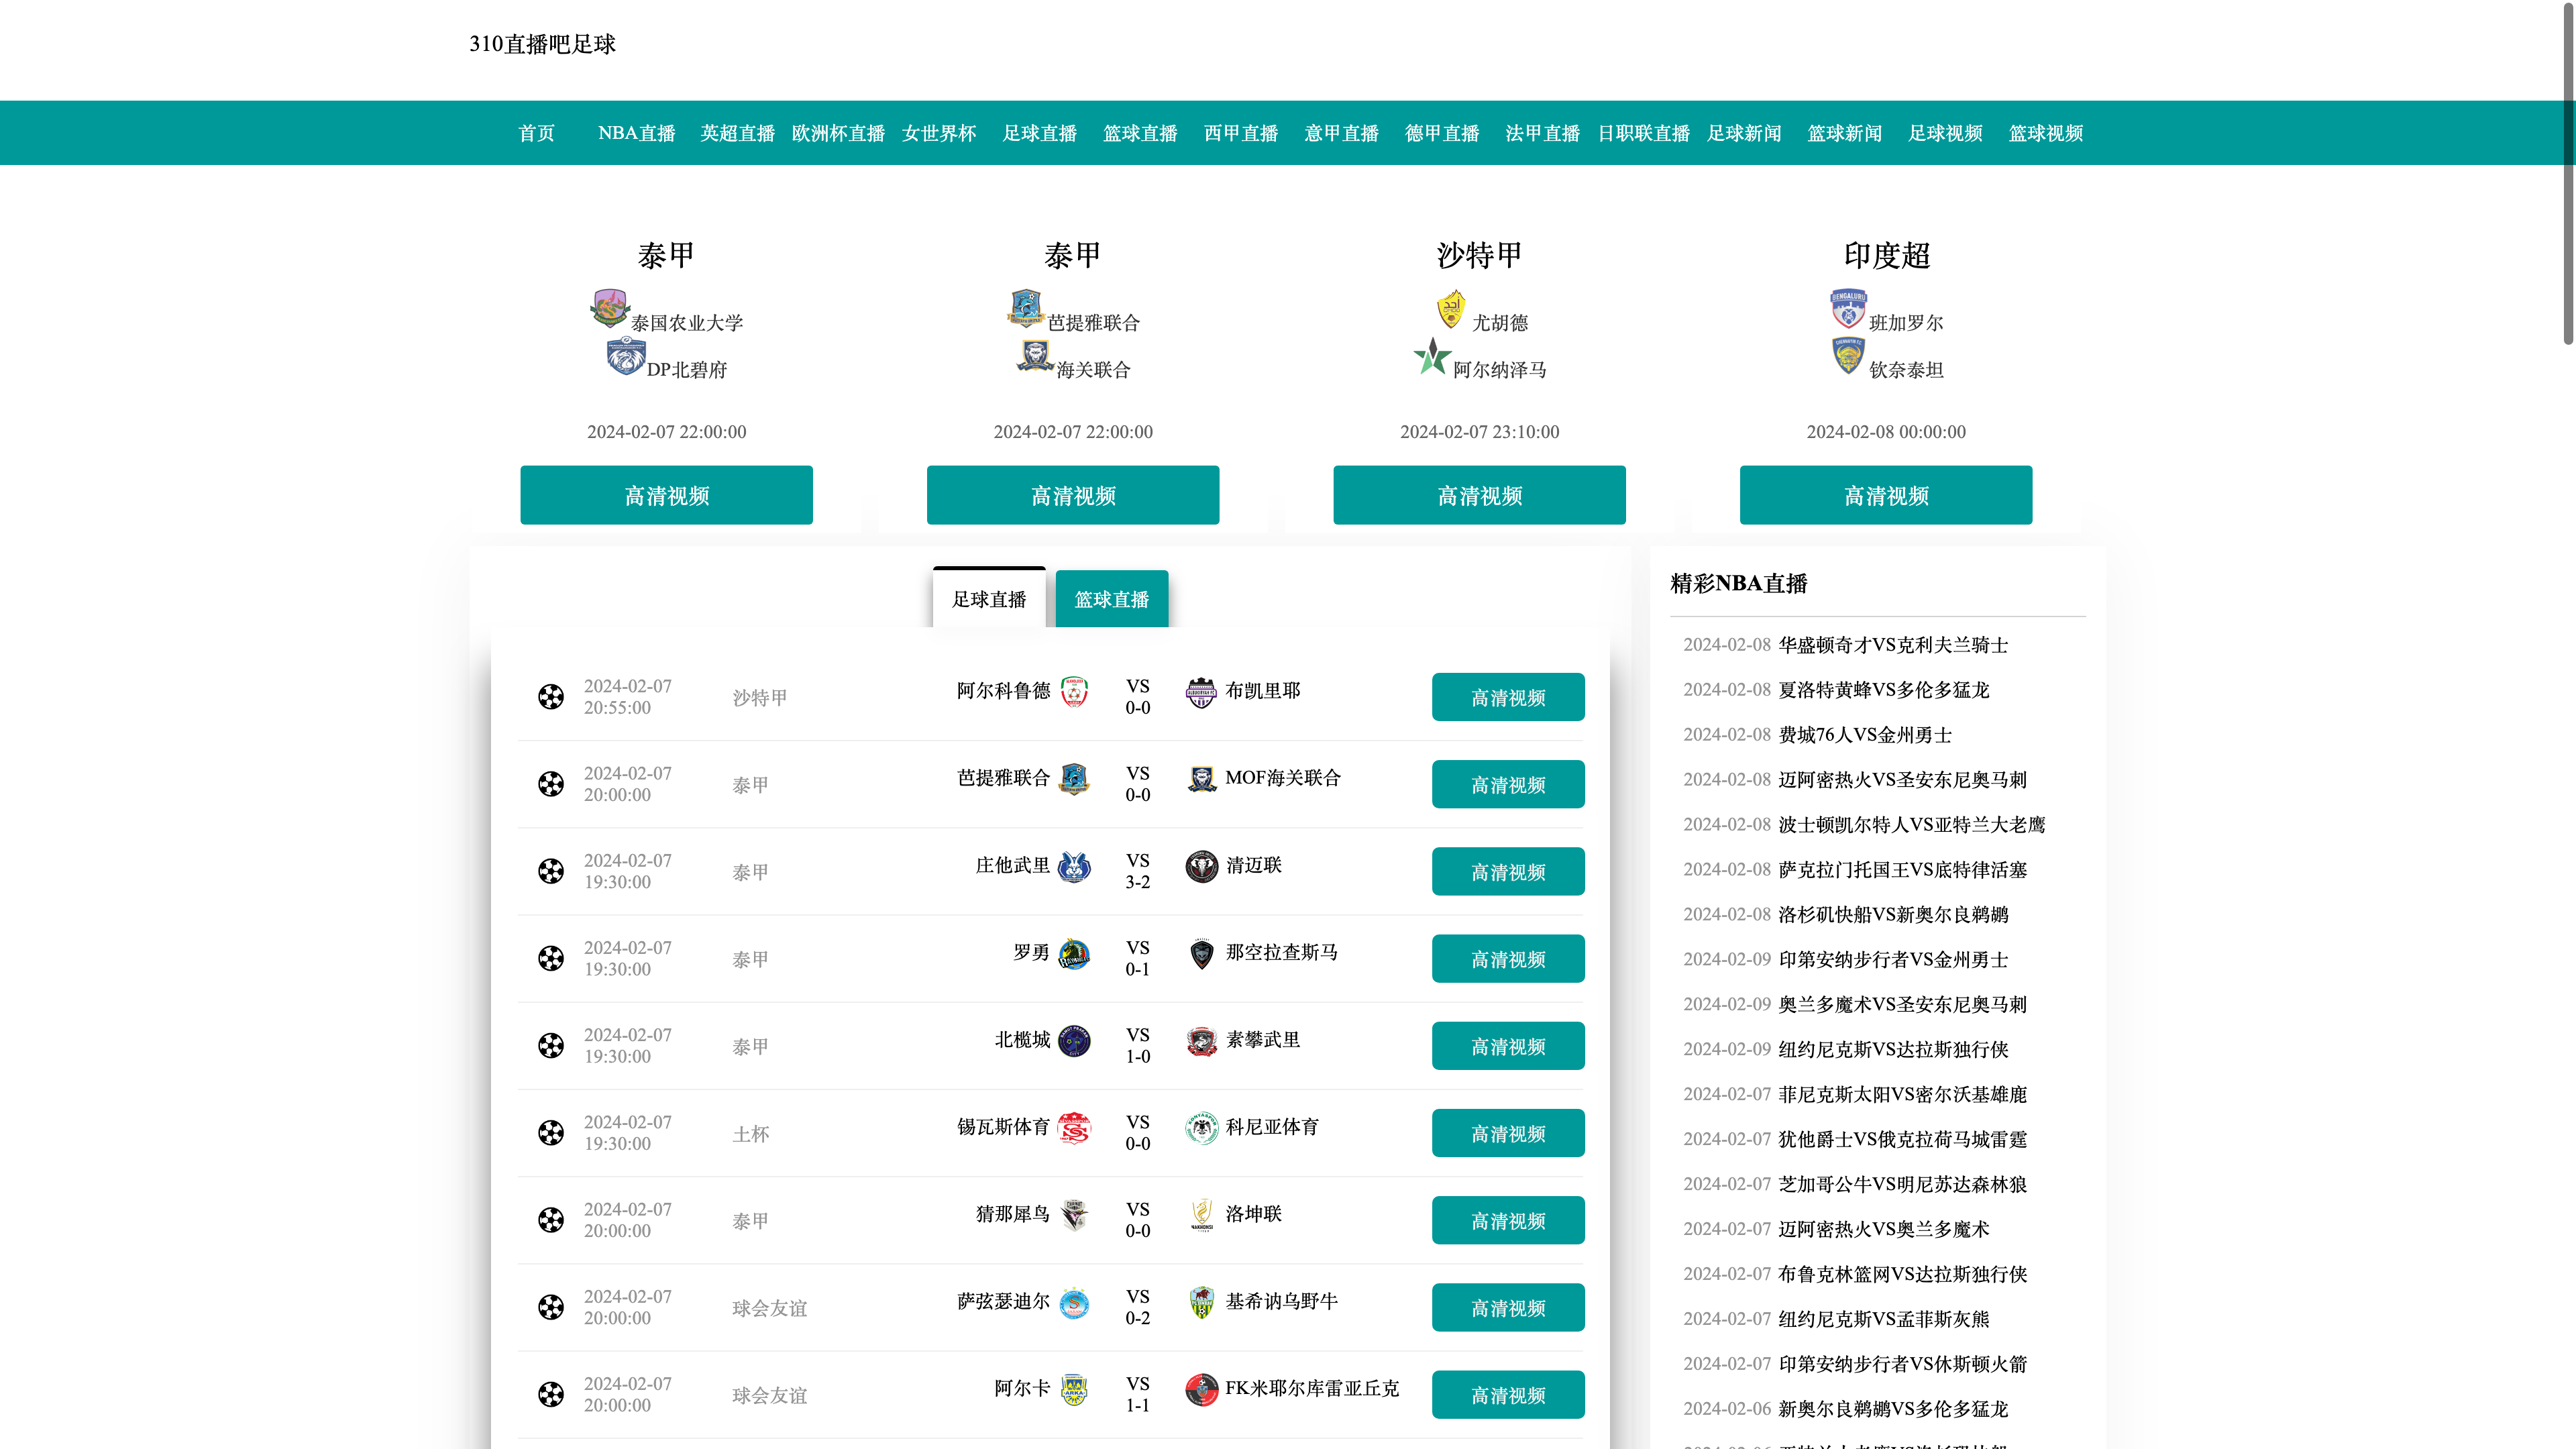 310直播吧足球
首页 NBA直播 英超直播 欧洲杯直播 女世界杯 足球直播 篮球直播 西甲直播 意甲直播 德甲直播 法甲直播 日职联直播 足球新闻 篮球新闻 足球视频 篮球视频
泰甲
泰国农业大学
DP北碧府
2024-02-07 22:00:00
高清视频
泰甲
芭提雅联合
海关联合
2024-02-07 22:00:00
高清视频
沙特甲
尤胡德
阿尔纳泽马
2024-02-07 23:10:00
高清视频
印度超
班加罗尔
钦奈泰坦
2024-02-08 00:00:00
高清视频
足球直播 篮球直播
2024-02-07 20:55:00 沙特甲 阿尔科鲁德 VS 0-0 布凯里耶 高清视频
2024-02-07 20:00:00 泰甲 芭提雅联合 VS 0-0 MOF海关联合 高清视频
2024-02-07 19:30:00 泰甲 庄他武里 VS 3-2 清迈联 高清视频
2024-02-07 19:30:00 泰甲 罗勇 VS 0-1 那空拉查斯马 高清视频
2024-02-07 19:30:00 泰甲 北榄城 VS 1-0 素攀武里 高清视频
2024-02-07 19:30:00 土杯 锡瓦斯体育 VS 0-0 科尼亚体育 高清视频
2024-02-07 20:00:00 泰甲 猜那犀鸟 VS 0-0 洛坤联 高清视频
2024-02-07 20:00:00 球会友谊 萨弦瑟迪尔 VS 0-2 基希讷乌野牛 高清视频
2024-02-07 20:00:00 球会友谊 阿尔卡 VS 1-1 FK米耶尔库雷亚丘克 高清视频
精彩NBA直播
2024-02-08 华盛顿奇才VS克利夫兰骑士
2024-02-08 夏洛特黄蜂VS多伦多猛龙
2024-02-08 费城76人VS金州勇士
2024-02-08 迈阿密热火VS圣安东尼奥马刺
2024-02-08 波士顿凯尔特人VS亚特兰大老鹰
2024-02-08 萨克拉门托国王VS底特律活塞
2024-02-08 洛杉矶快船VS新奥尔良鹈鹕
2024-02-09 印第安纳步行者VS金州勇士
2024-02-09 奥兰多魔术VS圣安东尼奥马刺
2024-02-09 纽约尼克斯VS达拉斯独行侠
2024-02-07 菲尼克斯太阳VS密尔沃基雄鹿
2024-02-07 犹他爵士VS俄克拉荷马城雷霆
2024-02-07 芝加哥公牛VS明尼苏达森林狼
2024-02-07 迈阿密热火VS奥兰多魔术
2024-02-07 布鲁克林篮网VS达拉斯独行侠
2024-02-07 纽约尼克斯VS孟菲斯灰熊
2024-02-07 印第安纳步行者VS休斯顿火箭
2024-02-06 新奥尔良鹈鹕VS多伦多猛龙